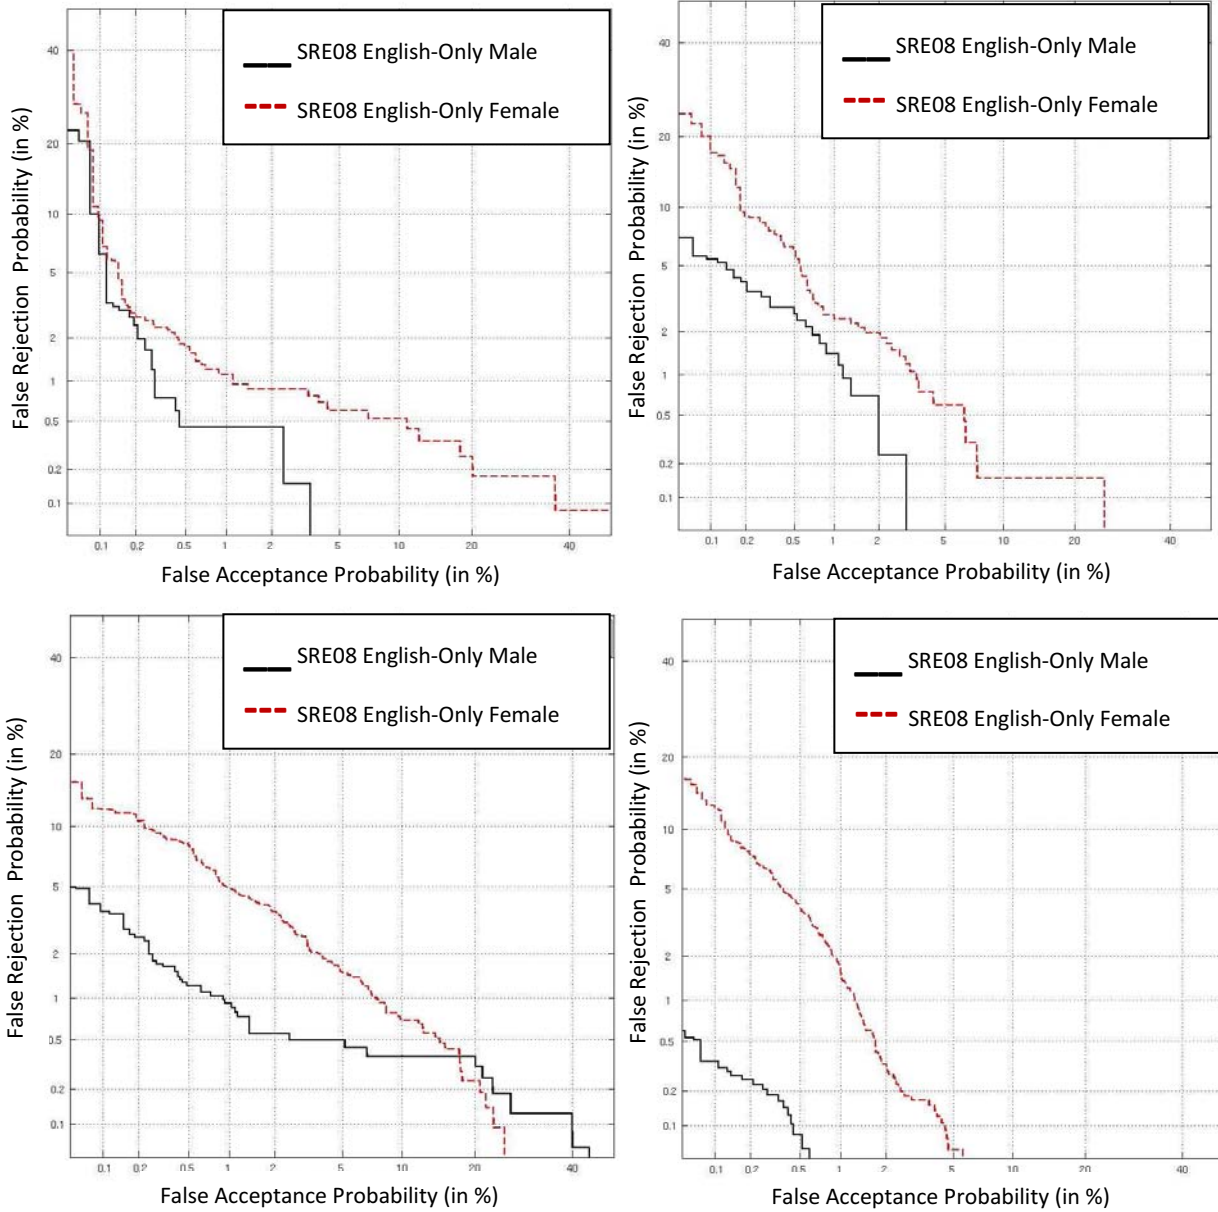 SRE08 English-Only Male
SRE08 English-Only Female
False Rejection Probability (in %)
40
20
10
5
2
1
0.5
0.2
0.1
0.1 0.2 0.5 1 2 5 10 20 40
False Acceptance Probability (in %)
SRE08 English-Only Male
SRE08 English-Only Female
False Rejection Probability (in %)
40
20
10
5
2
1
0.5
0.2
0.1
0.1 0.2 0.5 1 2 5 10 20 40
False Acceptance Probability (in %)
SRE08 English-Only Male
SRE08 English-Only Female
False Rejection Probability (in %)
40
20
10
5
2
1
0.5
0.2
0.1
0.1 0.2 0.5 1 2 5 10 20 40
False Acceptance Probability (in %)
SRE08 English-Only Male
SRE08 English-Only Female
False Rejection Probability (in %)
40
20
10
5
2
1
0.5
0.2
0.1
0.1 0.2 0.5 1 2 5 10 20 40
False Acceptance Probability (in %)